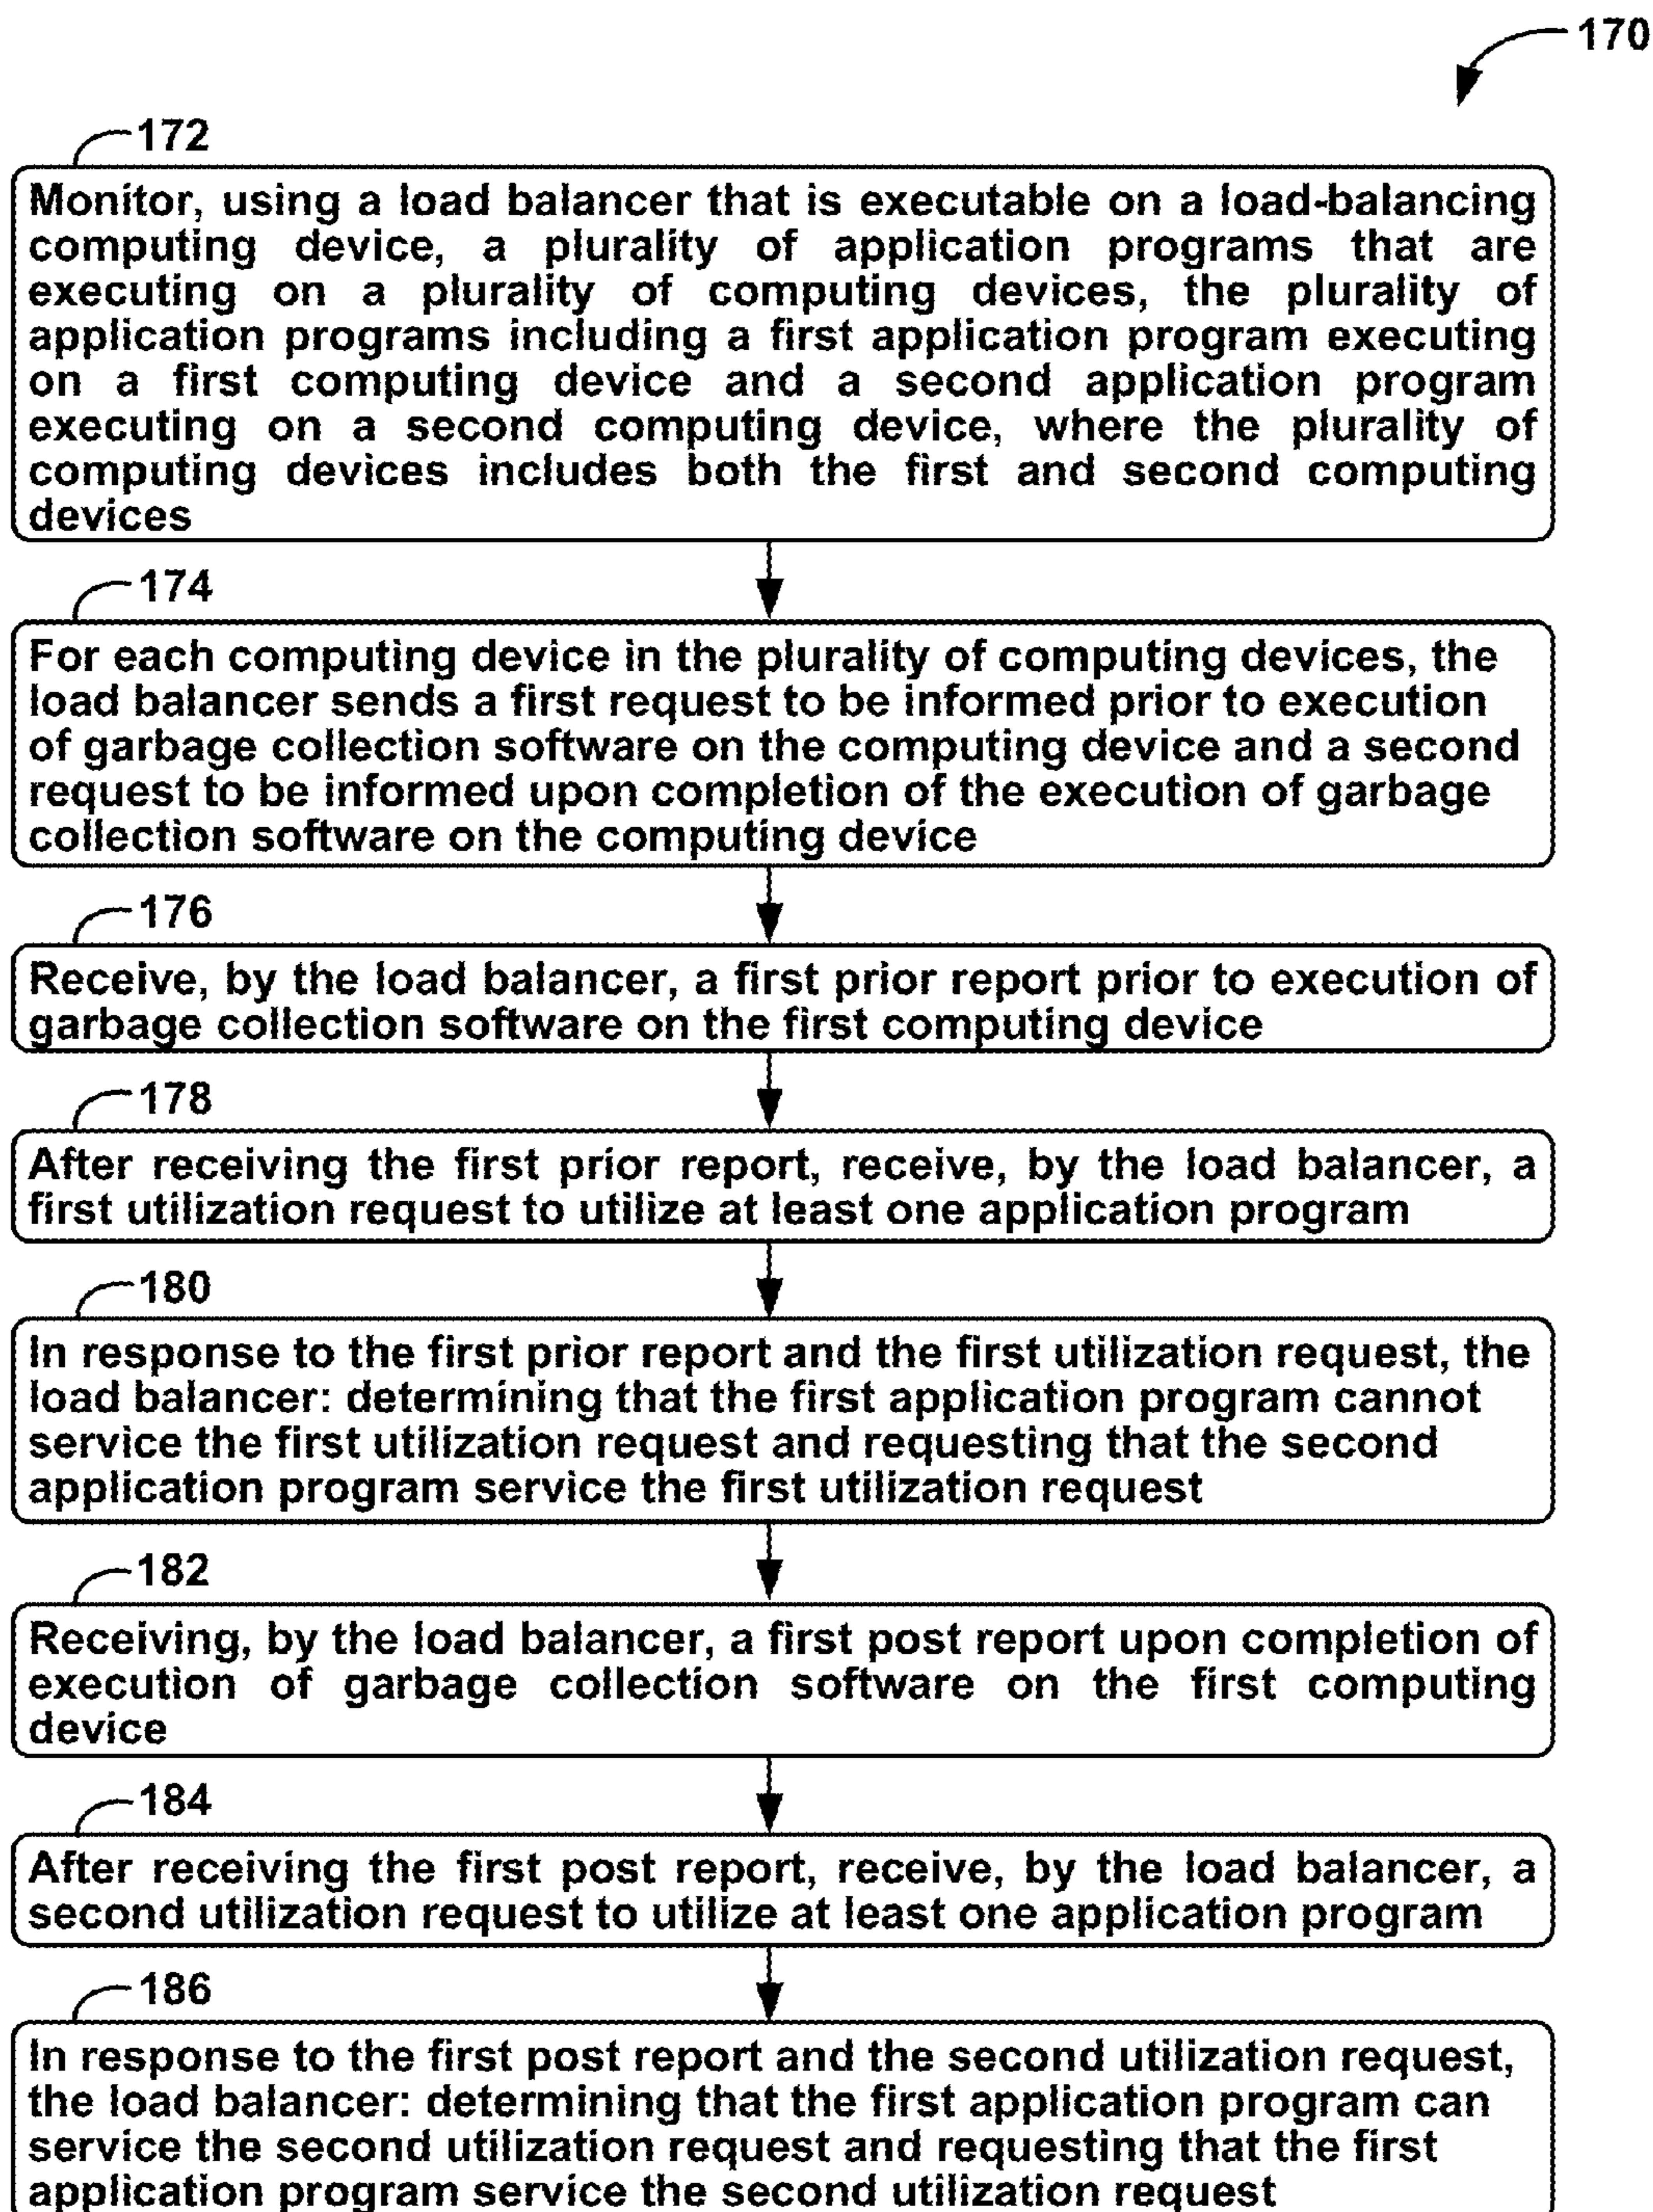 170
172
Monitor, using a load balancer that is executable on a load-balancing
computing device, a plurality of application programs that are
executing on a plurality of computing devices, the plurality of
application programs including a first application program executing
on a first computing device and a second application program
executing on a second computing device, where the plurality of
computing devices includes both the first and second computing
devices
174
For each computing device in the plurality of computing devices, the
load balancer sends a first request to be informed prior to execution
of garbage collection software on the computing device and a second
request to be informed upon completion of the execution of garbage
collection software on the computing device
176
Receive, by the load balancer, a first prior report prior to execution of
garbage collection software on the first computing device
178
After receiving the first prior report, receive, by the load balancer, a
first utilization request to utilize at least one application program
180
In response to the first prior report and the first utilization request, the
load balancer: determining that the first application program cannot
service the first utilization request and requesting that the second
application program service the first utilization request
182
Receiving, by the load balancer, a first post report upon completion of
execution of garbage collection software on the first computing
device
184
After receiving the first post report, receive, by the load balancer, a
second utilization request to utilize at least one application program
186
In response to the first post report and the second utilization request,
the load balancer: determining that the first application program can
service the second utilization request and requesting that the first
application program service the second utilization request